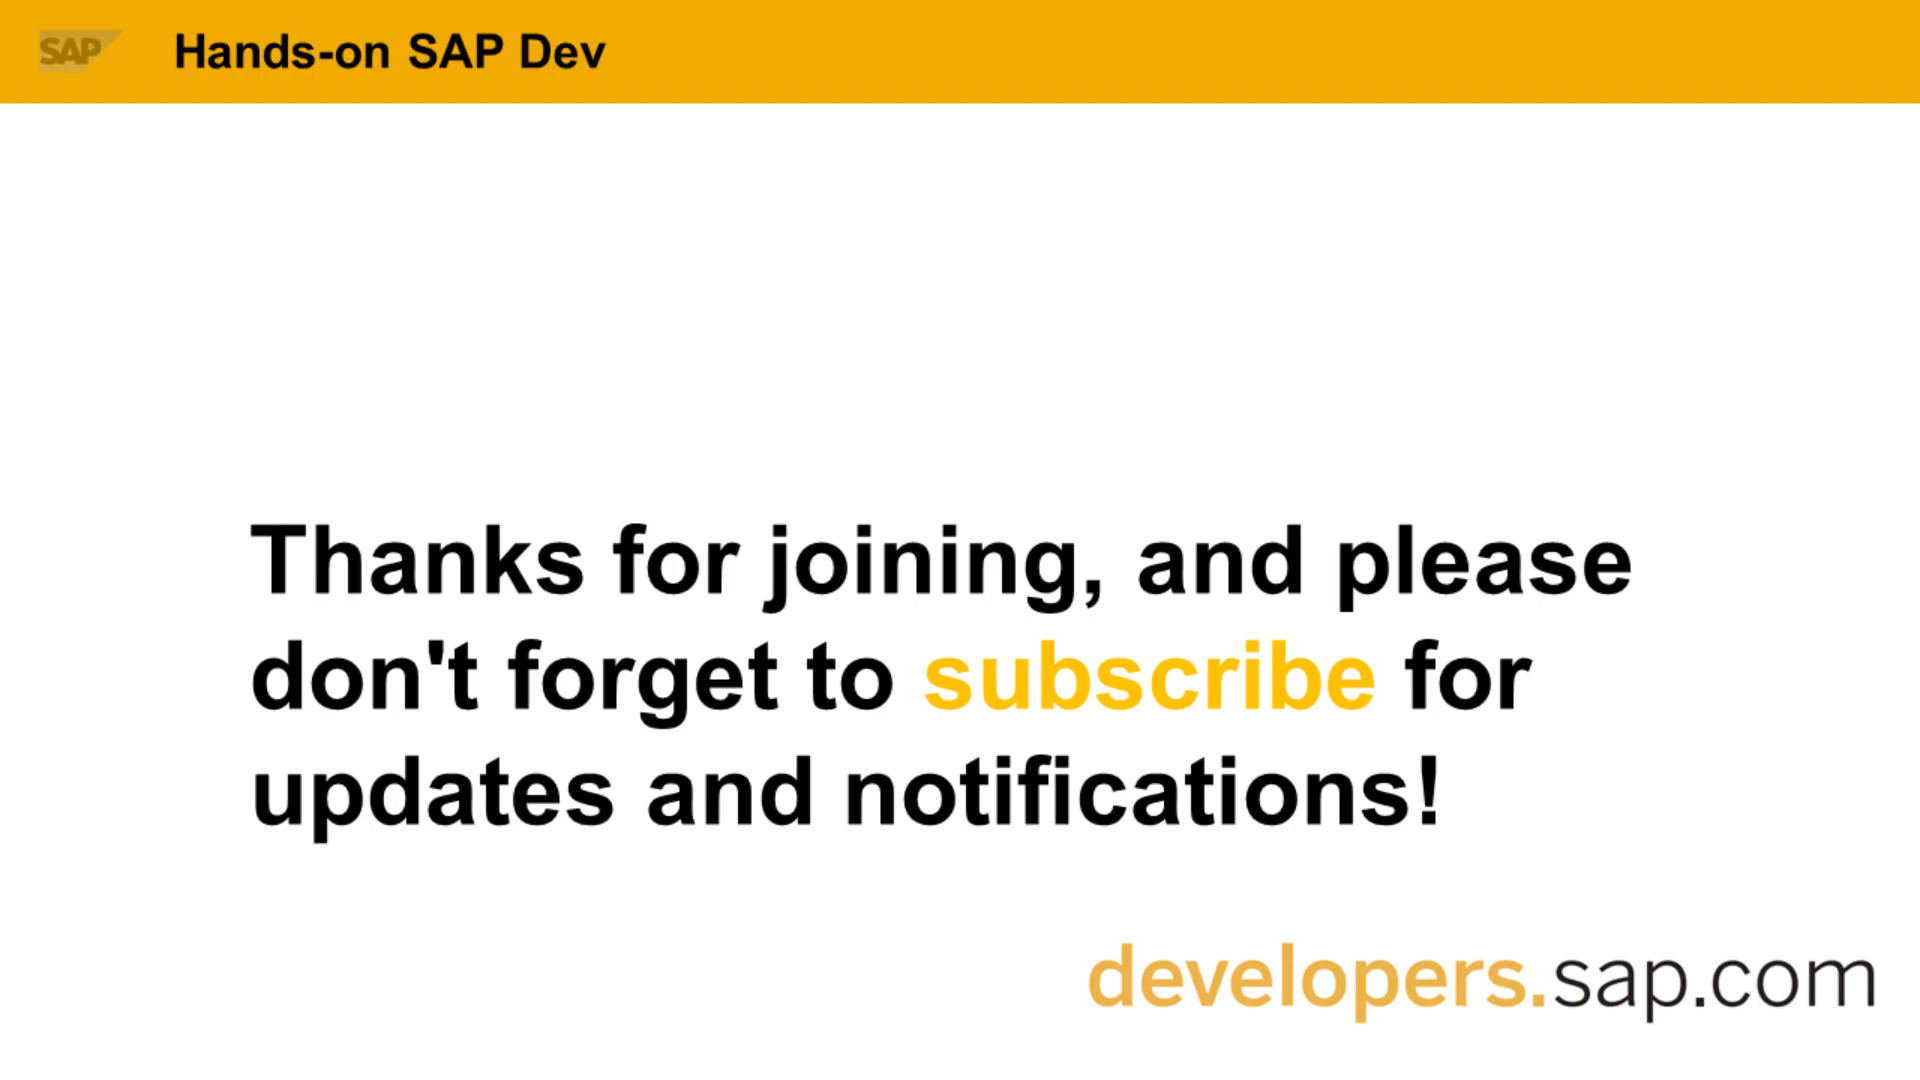 SAP
Hands-on SAP Dev
Thanks for joining, and please
don't forget to subscribe for
updates and notifications!
developers.sap.com